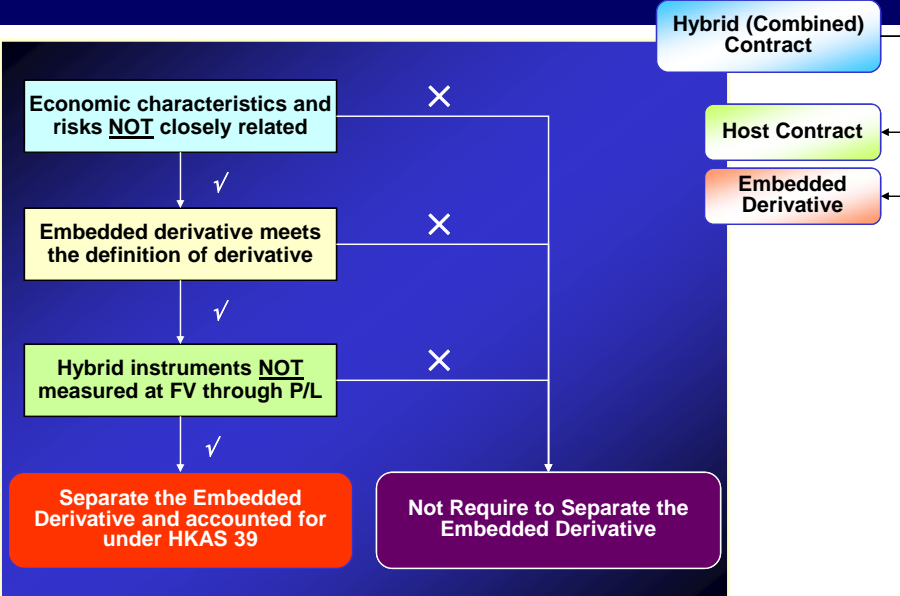 Hybrid (Combined)
Contract
Economic characteristics and
risks NOT closely related
×
Host Contract
Embedded
Derivative
√
Embedded derivative meets
the definition of derivative
×
√
Hybrid instruments NOT
measured at FV through P/L
×
√
Separate the Embedded
Derivative and accounted for
under HKAS 39
Not Require to Separate the
Embedded Derivative